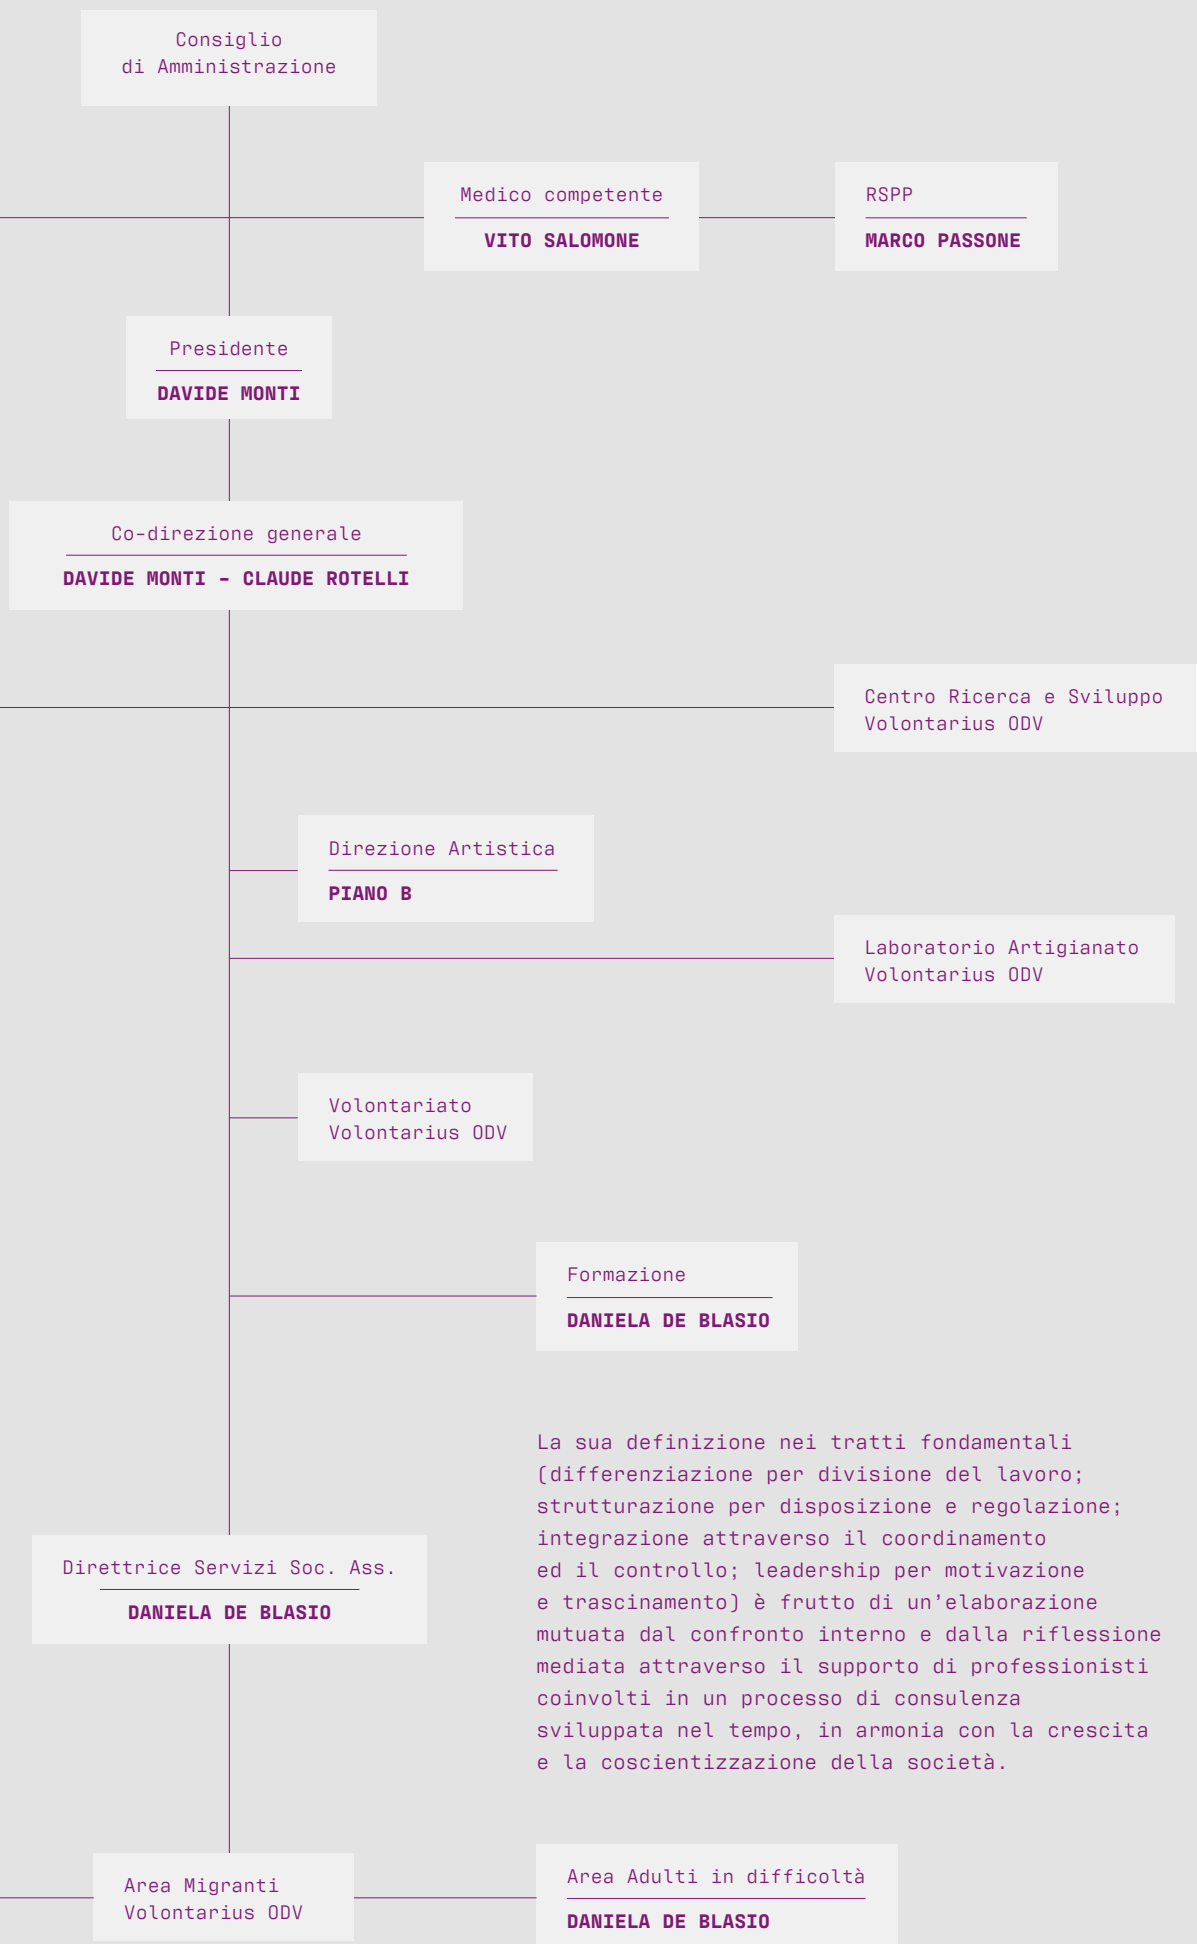 Consiglio
di Amministrazione
Medico competente
VITO SALOMONE
RSPP
MARCO PASSONE
Presidente
DAVIDE MONTI
Co-direzione generale
DAVIDE MONTI – CLAUDE ROTELLI
Centro Ricerca e Sviluppo
Volontarius ODV
Direzione Artistica
PIANO B
Laboratorio Artigianato
Volontarius ODV
Volontariato
Volontarius ODV
Formazione
DANIELA DE BLASIO
La sua definizione nei tratti fondamentali
(differenziazione per divisione del lavoro;
strutturazione per disposizione e regolazione;
integrazione attraverso il coordinamento
ed il controllo; leadership per motivazione
e trascinamento) è frutto di un’elaborazione
mutuata dal confronto interno e dalla riflessione
mediata attraverso il supporto di professionisti
coinvolti in un processo di consulenza
sviluppata nel tempo, in armonia con la crescita
e la coscientizzazione della società.
Direttrice Servizi Soc. Ass.
DANIELA DE BLASIO
Area Migranti
Volontarius ODV
Area Adulti in difficoltà
DANIELA DE BLASIO